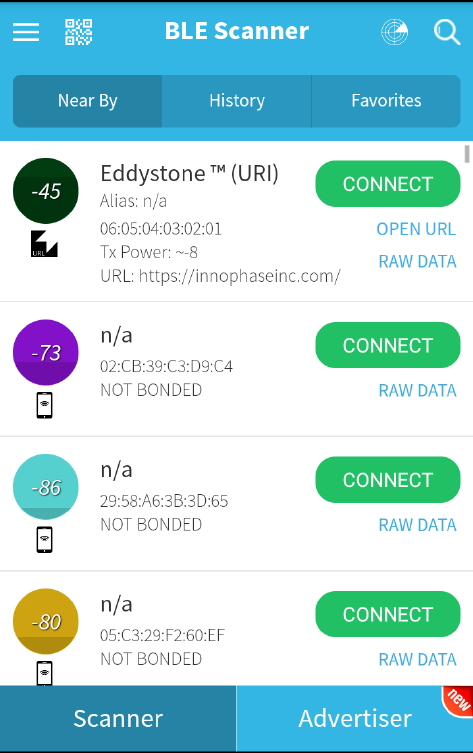 BLE Scanner
Near By
History
Favorites
-45
URL
Eddystone ™ (URI)
Alias: n/a
06:05:04:03:02:01
Tx Power: ~-8
URL: https://innophaseinc.com/
CONNECT
OPEN URL
RAW DATA
-73
n/a
02:CB:39:C3:D9:C4
NOT BONDED
CONNECT
RAW DATA
-86
n/a
29:58:A6:3B:3D:65
NOT BONDED
CONNECT
RAW DATA
-80
n/a
05:C3:29:F2:60:EF
NOT BONDED
CONNECT
RAW DATA
Scanner
Advertiser
new